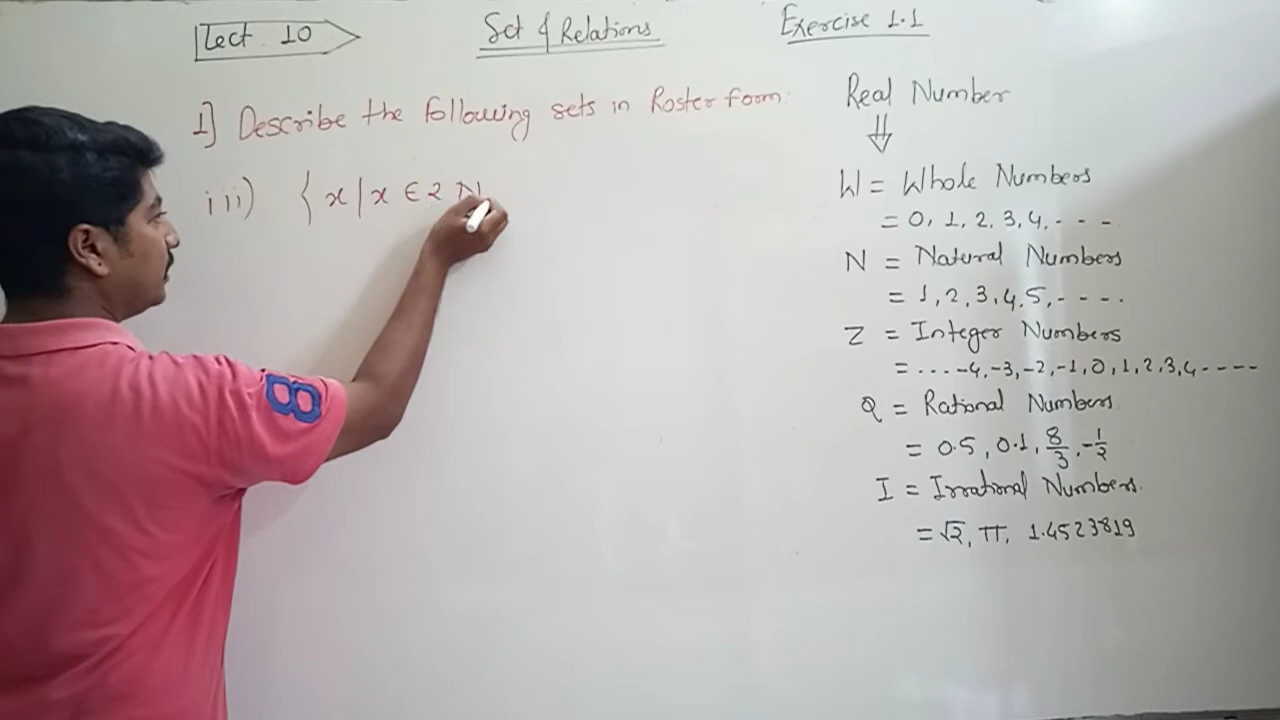 Lect 10
Set & Relations
Exercise 1.1
1] Describe the following sets in Roster form:
iii) { x / x ∈ 2 N
Real Number
⇓
W = Whole Numbers
= 0, 1, 2, 3, 4, - - -
N = Natural Numbers
= 1, 2, 3, 4, 5, - - - -
Z = Integer Numbers
= ....-4, -3, -2, -1, 0, 1, 2, 3, 4 - - - -
Q = Rational Numbers
= 0.5, 0.1, 8/3, -1/2
I = Irrational Numbers.
= √2, π, 1.4523819
8